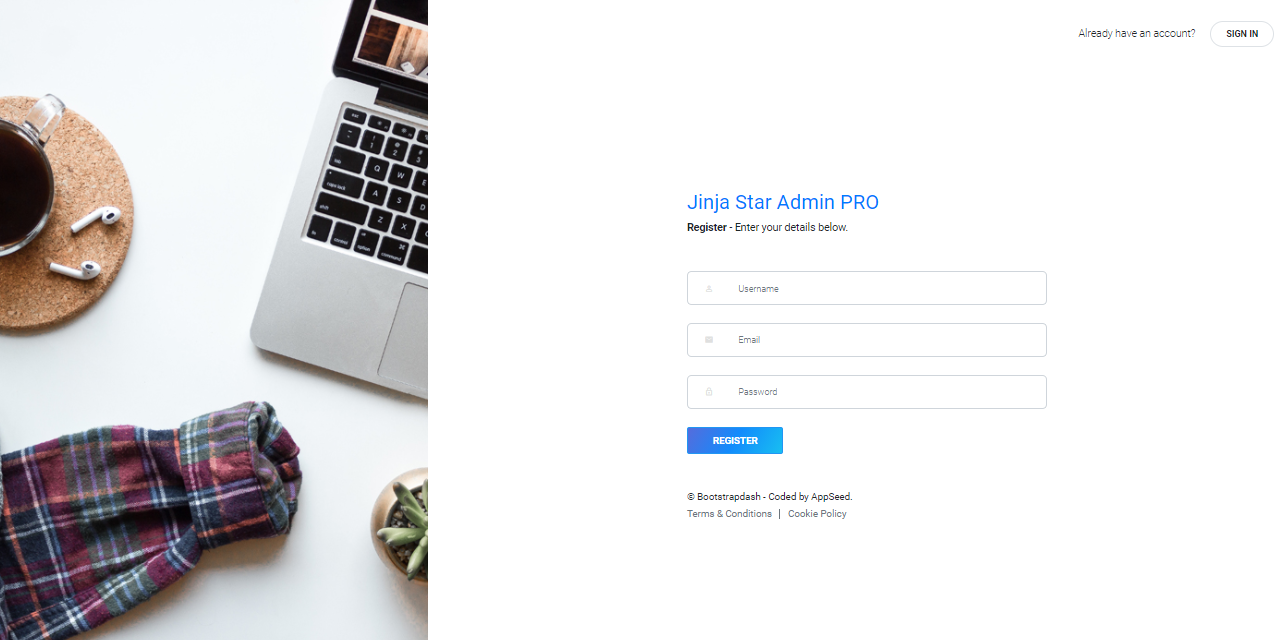 Already have an account? SIGN IN
Jinja Star Admin PRO
Register - Enter your details below.
Username
Email
Password
REGISTER
© Bootstrapdash - Coded by AppSeed.
Terms & Conditions | Cookie Policy